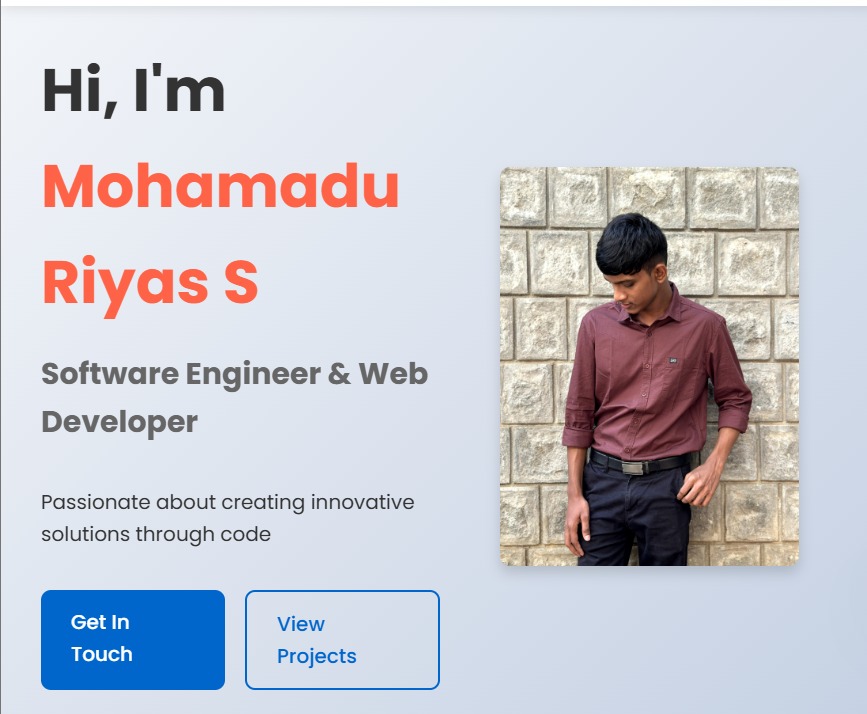 Hi, I'm
Mohamadu
Riyas S
Software Engineer & Web
Developer
Passionate about creating innovative
solutions through code
Get In
Touch
View
Projects